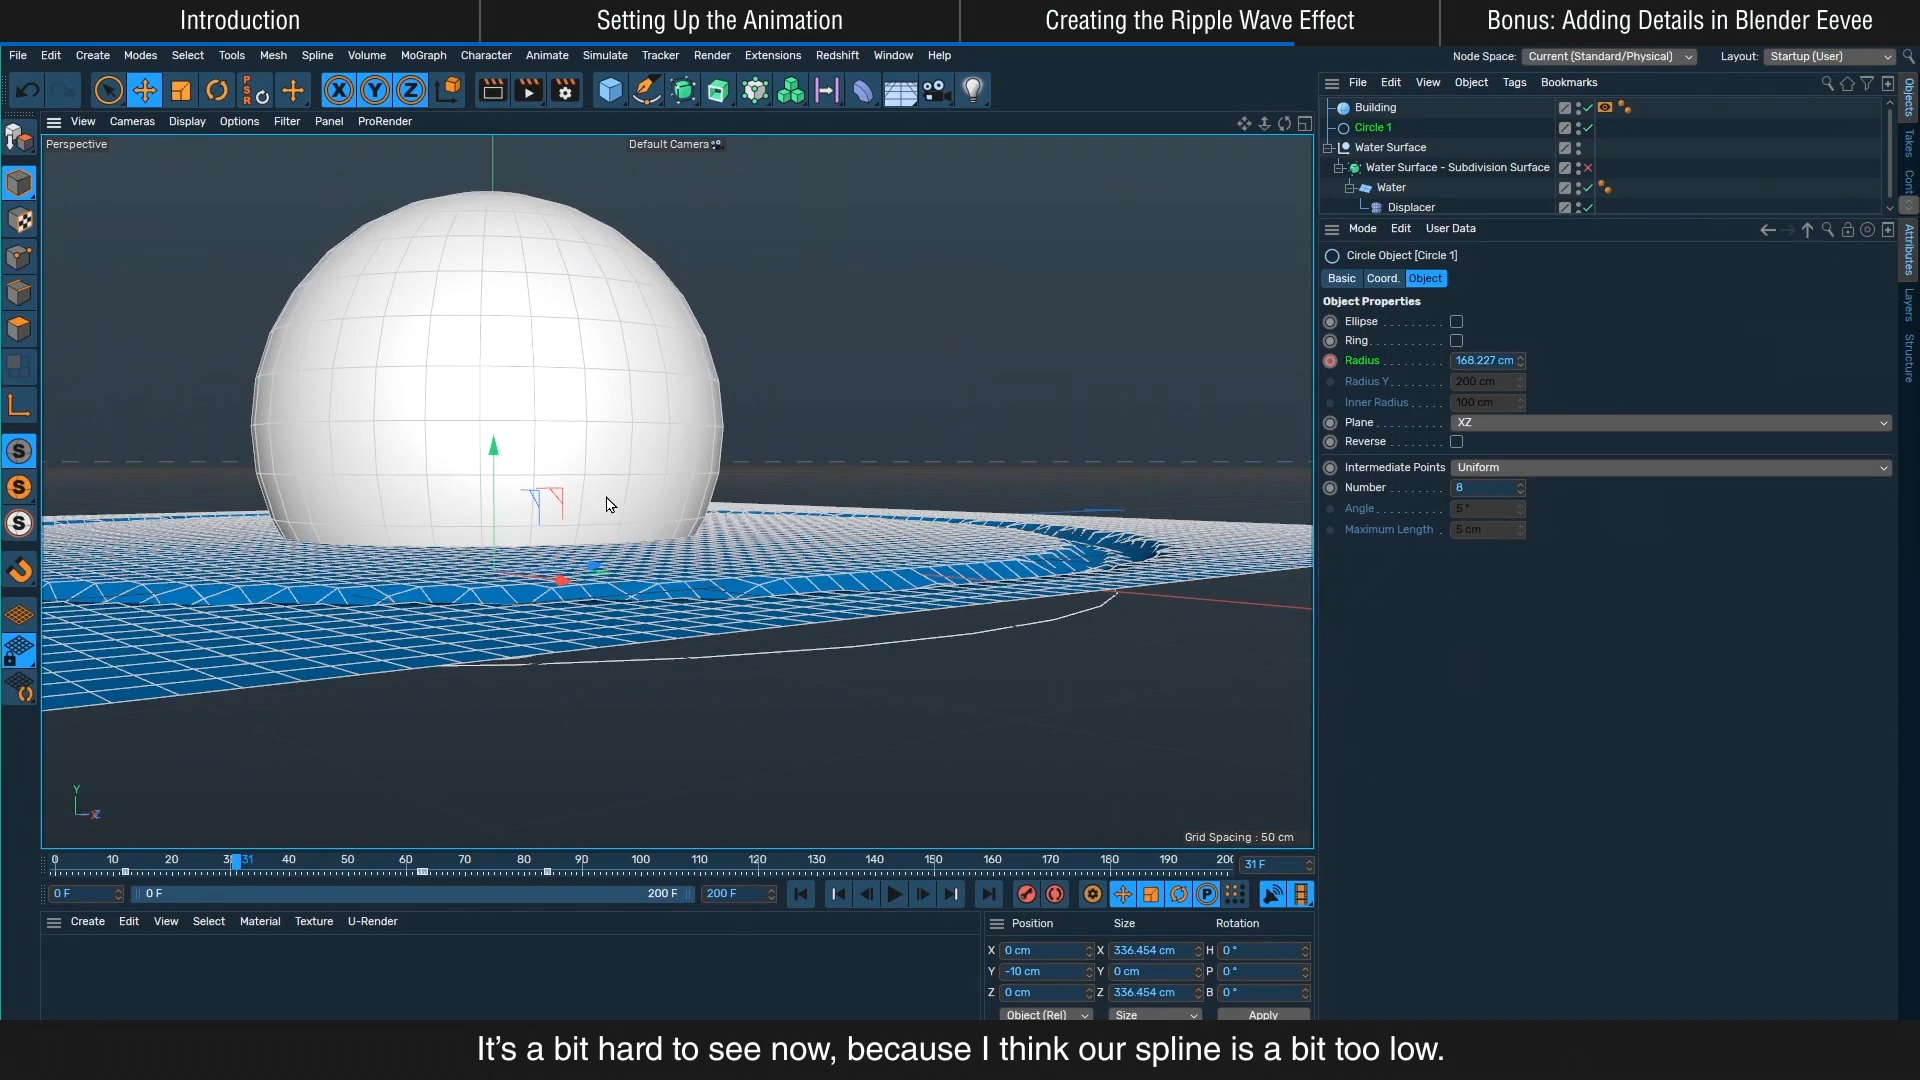 Introduction
Setting Up the Animation
Creating the Ripple Wave Effect
Bonus: Adding Details in Blender Eevee
File Edit Create Modes Select Tools Mesh Spline Volume MoGraph Character Animate Simulate Tracker Render Extensions Redshift Window Help
Node Space: Current (Standard/Physical) Layout: Startup (User)
PSR
X Y Z
File Edit View Object Tags Bookmarks
View Cameras Display Options Filter Panel ProRender
Perspective
Default Camera
Building
Circle 1
Water Surface
Water Surface - Subdivision Surface
Water
Displacer
Objects
Takes
Attributes
Layers
Structure
Mode Edit User Data
Circle Object [Circle 1]
Basic Coord. Object
Object Properties
Ellipse
Ring
Radius 168.227 cm
Radius Y 200 cm
Inner Radius 100 cm
Plane XZ
Reverse
Intermediate Points Uniform
Number 8
Angle 5 °
Maximum Length 5 cm
S
S
S
Y
Grid Spacing : 50 cm
0 10 20 31 40 50 60 70 80 90 100 110 120 130 140 150 160 170 180 190 31 F
0 F 0 F 200 F 200 F
P
Create Edit View Select Material Texture U-Render
Position Size Rotation
X 0 cm X 336.454 cm H 0 °
Y -10 cm Y 0 cm P 0 °
Z 0 cm Z 336.454 cm B 0 °
Object (Rel) Size Apply
It's a bit hard to see now, because I think our spline is a bit too low.